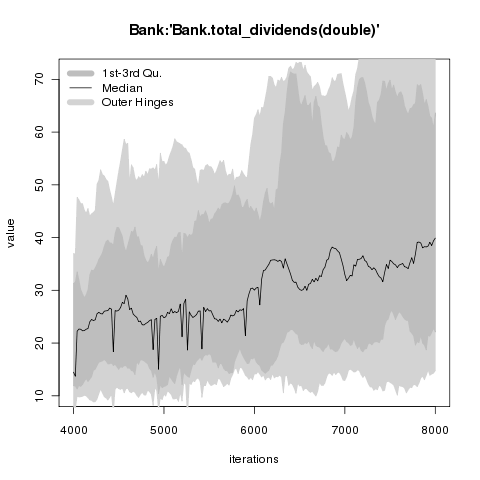 Bank:'Bank.total_dividends(double)'
1st-3rd Qu.
Median
Outer Hinges
value
70
60
50
40
30
20
10
4000 5000 6000 7000 8000
iterations